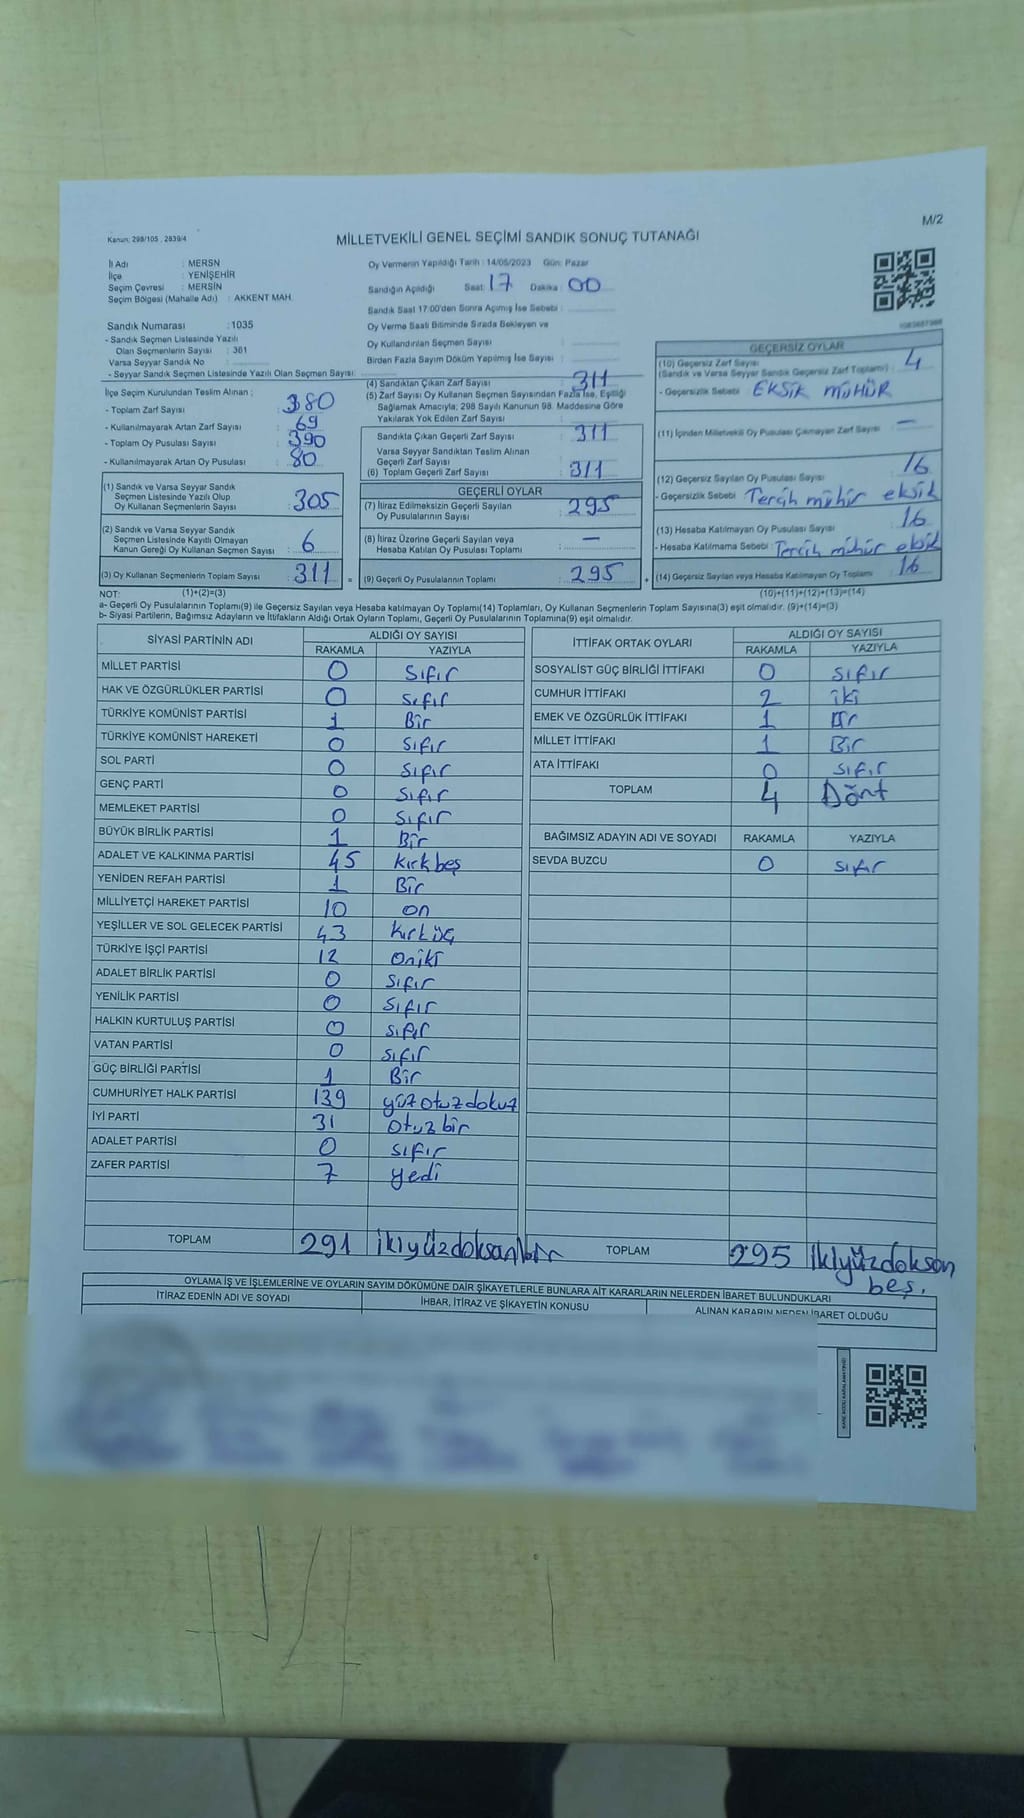 M/2
Kanun: 298/105 , 2839/4
MİLLETVEKİLİ GENEL SEÇİMİ SANDIK SONUÇ TUTANAĞI
İl Adı : MERSN
İlçe : YENİŞEHİR
Seçim Çevresi : MERSİN
Seçim Bölgesi (Mahalle Adı) : AKKENT MAH.
Oy Vermenin Yapıldığı Tarih : 14/05/2023 Gün: Pazar
Sandığın Açıldığı Saat: 17 Dakika : 00
Sandık Saat 17:00'den Sonra Açılmış İse Sebebi :
Oy Verme Saati Bitiminde Sırada Bekleyen ve
Oy Kullandırılan Seçmen Sayısı :
Birden Fazla Sayım Döküm Yapılmış İse Sayısı :
Sandık Numarası : 1035
- Sandık Seçmen Listesinde Yazılı
Olan Seçmenlerin Sayısı : 361
Varsa Seyyar Sandık No :
- Seyyar Sandık Seçmen Listesinde Yazılı Olan Seçmen Sayısı:
İlçe Seçim Kurulundan Teslim Alınan ;
- Toplam Zarf Sayısı : 380
- Kullanılmayarak Artan Zarf Sayısı : 69
- Toplam Oy Pusulası Sayısı : 390
- Kullanılmayarak Artan Oy Pusulası : 80
(1) Sandık ve Varsa Seyyar Sandık
Seçmen Listesinde Yazılı Olup
Oy Kullanan Seçmenlerin Sayısı : 305
(2) Sandık ve Varsa Seyyar Sandık
Seçmen Listesinde Kayıtlı Olmayan
Kanun Gereği Oy Kullanan Seçmen Sayısı : 6
(3) Oy Kullanan Seçmenlerin Toplam Sayısı : 311 =
(4) Sandıktan Çıkan Zarf Sayısı : 311
(5) Zarf Sayısı Oy Kullanan Seçmen Sayısından Fazla İse, Eşitliği
Sağlamak Amacıyla; 298 Sayılı Kanunun 98. Maddesine Göre
Yakılarak Yok Edilen Zarf Sayısı :
Sandıkta Çıkan Geçerli Zarf Sayısı : 311
Varsa Seyyar Sandıktan Teslim Alınan
Geçerli Zarf Sayısı :
(6) Toplam Geçerli Zarf Sayısı : 311
GEÇERLİ OYLAR
(7) İtiraz Edilmeksizin Geçerli Sayılan
Oy Pusulalarının Sayısı : 295
(8) İtiraz Üzerine Geçerli Sayılan veya
Hesaba Katılan Oy Pusulası Toplamı : —
(9) Geçerli Oy Pusulalarının Toplamı : 295 +
GEÇERSİZ OYLAR
(10) Geçersiz Zarf Sayısı
(Sandık ve Varsa Seyyar Sandık Geçersiz Zarf Toplamı) : 4
- Geçersizlik Sebebi : EKSİK MÜHÜR
(11) İçinden Milletvekili Oy Pusulası Çıkmayan Zarf Sayısı : —
(12) Geçersiz Sayılan Oy Pusulası Sayısı : 16
- Geçersizlik Sebebi : Tercih mühür eksik
(13) Hesaba Katılmayan Oy Pusulası Sayısı : 16
- Hesaba Katılmama Sebebi : Tercih mühür eksik
(14) Geçersiz Sayılan veya Hesaba Katılmayan Oy Toplamı : 16
NOT: (1)+(2)=(3) (10)+(11)+(12)+(13)=(14)
a- Geçerli Oy Pusulalarının Toplamı(9) ile Geçersiz Sayılan veya Hesaba katılmayan Oy Toplamı(14) Toplamları, Oy Kullanan Seçmenlerin Toplam Sayısına(3) eşit olmalıdır. (9)+(14)=(3)
b- Siyasi Partilerin, Bağımsız Adayların ve İttifakların Aldığı Ortak Oyların Toplamı, Geçerli Oy Pusulalarının Toplamına(9) eşit olmalıdır.
SİYASİ PARTİNİN ADI ALDIĞI OY SAYISI
RAKAMLA YAZIYLA
MİLLET PARTİSİ 0 Sıfır
HAK VE ÖZGÜRLÜKLER PARTİSİ 0 Sıfır
TÜRKİYE KOMÜNİST PARTİSİ 1 Bir
TÜRKİYE KOMÜNİST HAREKETİ 0 Sıfır
SOL PARTİ 0 Sıfır
GENÇ PARTİ 0 Sıfır
MEMLEKET PARTİSİ 0 Sıfır
BÜYÜK BİRLİK PARTİSİ 1 Bir
ADALET VE KALKINMA PARTİSİ 45 Kırkbeş
YENİDEN REFAH PARTİSİ 1 Bir
MİLLİYETÇİ HAREKET PARTİSİ 10 on
YEŞİLLER VE SOL GELECEK PARTİSİ 43 Kırküç
TÜRKİYE İŞÇİ PARTİSİ 12 Oniki
ADALET BİRLİK PARTİSİ 0 Sıfır
YENİLİK PARTİSİ 0 Sıfır
HALKIN KURTULUŞ PARTİSİ 0 Sıfır
VATAN PARTİSİ 0 Sıfır
GÜÇ BİRLİĞİ PARTİSİ 1 Bir
CUMHURİYET HALK PARTİSİ 139 yüzotuzdokuz
İYİ PARTİ 31 Otuzbir
ADALET PARTİSİ 0 Sıfır
ZAFER PARTİSİ 7 yedi
TOPLAM 291 ikiyüzdoksanbir
İTTİFAK ORTAK OYLARI ALDIĞI OY SAYISI
RAKAMLA YAZIYLA
SOSYALİST GÜÇ BİRLİĞİ İTTİFAKI 0 Sıfır
CUMHUR İTTİFAKI 2 iki
EMEK VE ÖZGÜRLÜK İTTİFAKI 1 Bir
MİLLET İTTİFAKI 1 Bir
ATA İTTİFAKI 0 Sıfır
TOPLAM 4 Dört
BAĞIMSIZ ADAYIN ADI VE SOYADI RAKAMLA YAZIYLA
SEVDA BUZCU 0 sıfır
TOPLAM 295 ikiyüzdoksan
beş.
OYLAMA İŞ VE İŞLEMLERİNE VE OYLARIN SAYIM DÖKÜMÜNE DAİR ŞİKAYETLERLE BUNLARA AİT KARARLARIN NELERDEN İBARET BULUNDUKLARI
İTİRAZ EDENİN ADI VE SOYADI İHBAR, İTİRAZ VE ŞİKAYETİN KONUSU ALINAN KARARIN NEDEN İBARET OLDUĞU